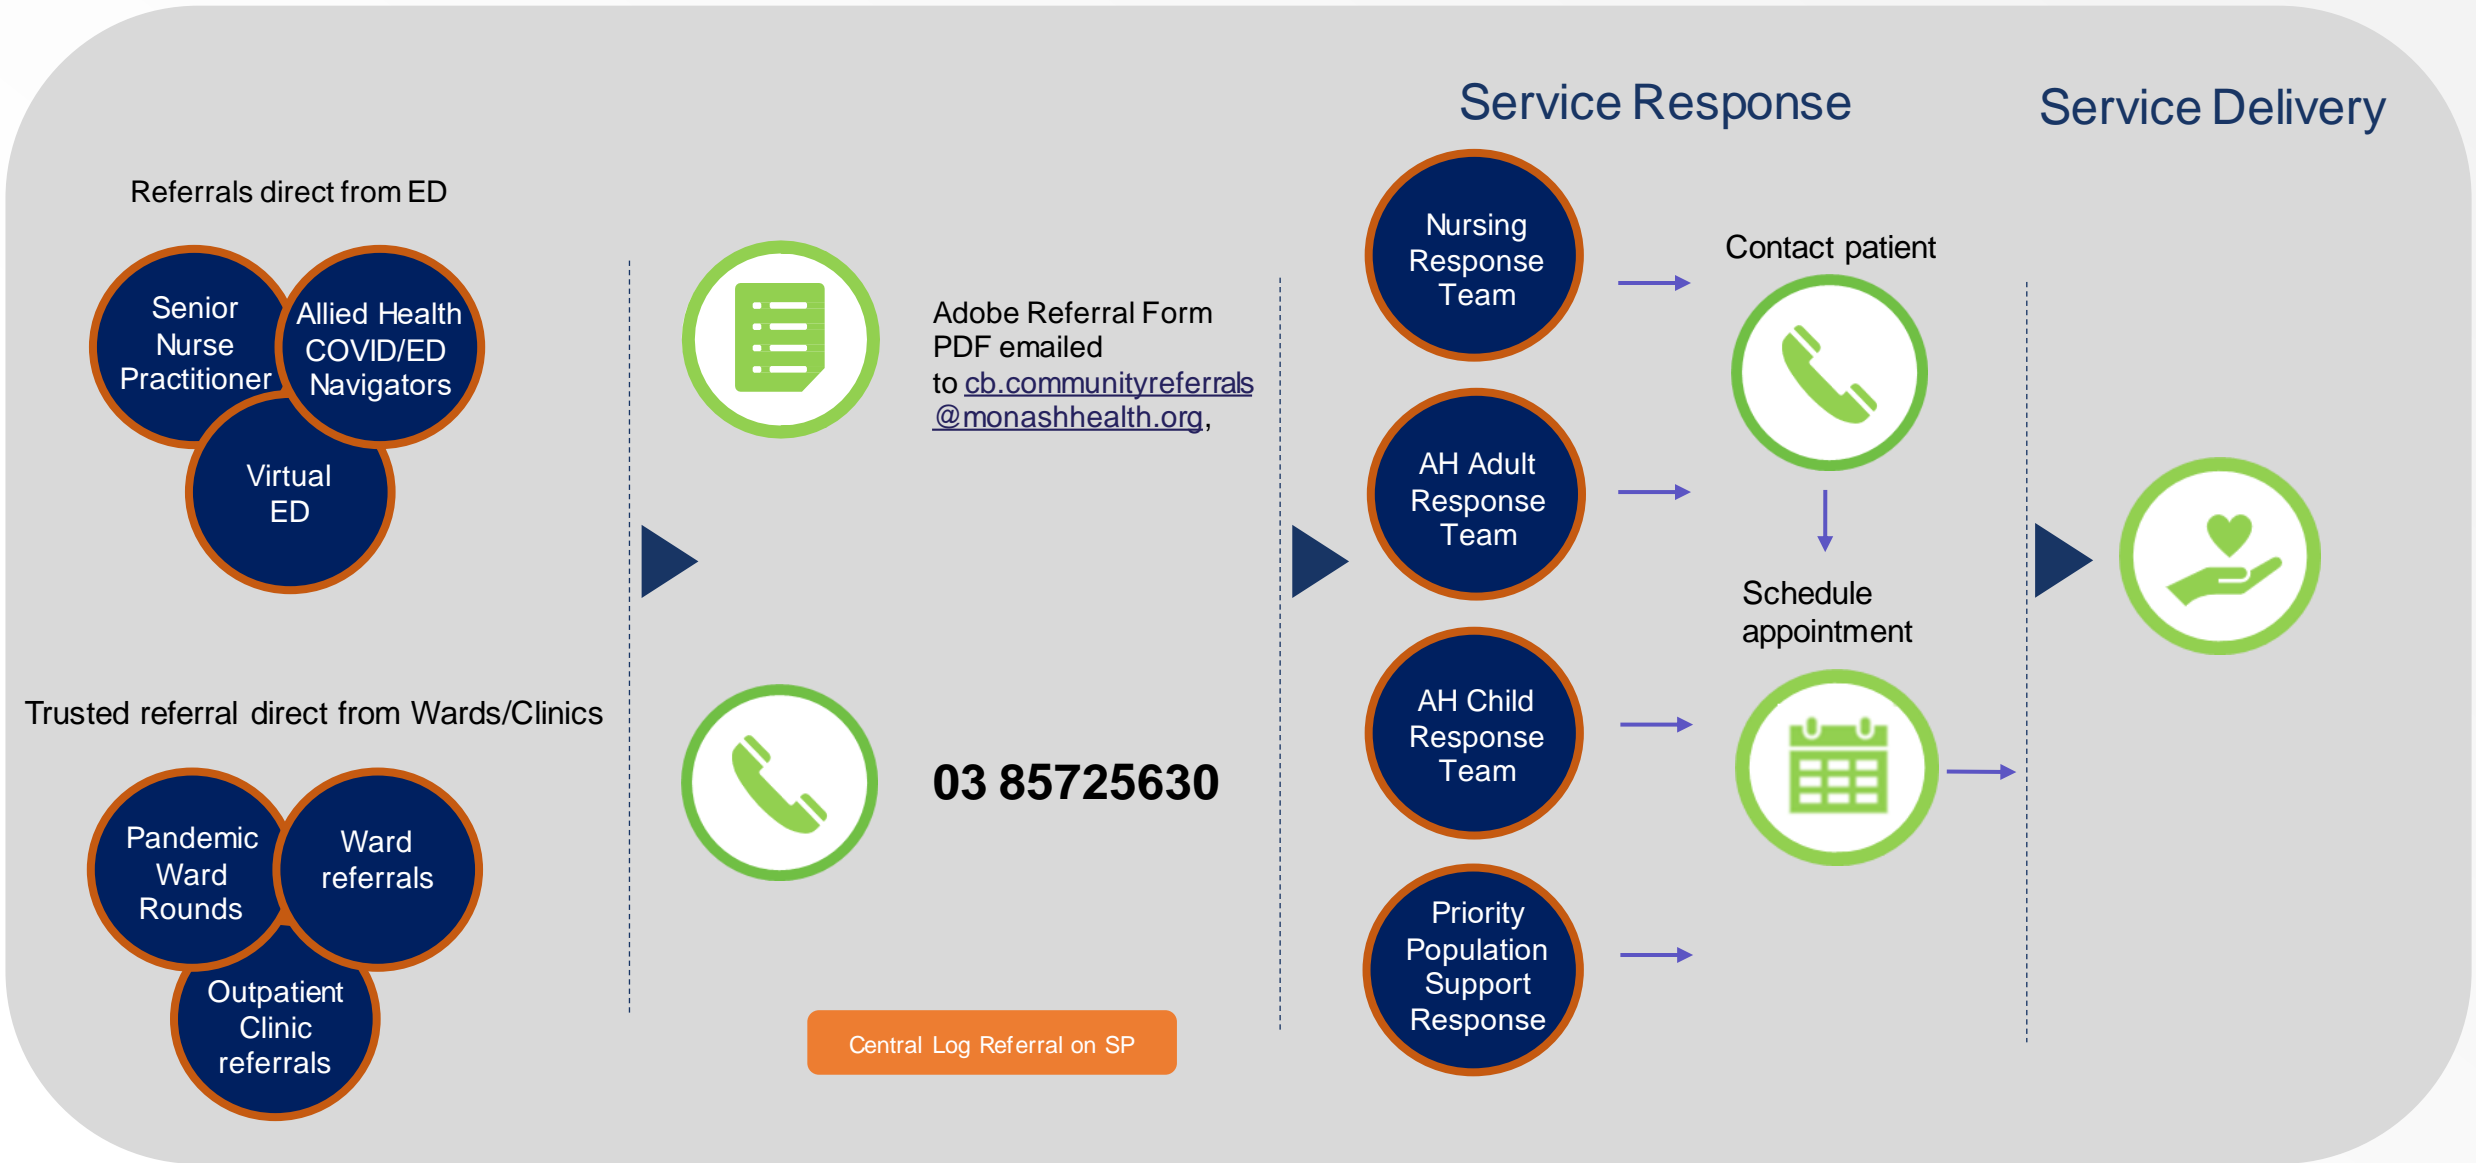 Service Response
Service Delivery
Referrals direct from ED
Senior
Nurse
Practitioner
Allied Health
COVID/ED
Navigators
Virtual
ED
Trusted referral direct from Wards/Clinics
Pandemic
Ward
Rounds
Ward
referrals
Outpatient
Clinic
referrals
Adobe Referral Form
PDF emailed
to cb.communityreferrals
@monashhealth.org,
03 85725630
Central Log Referral on SP
Nursing
Response
Team
AH Adult
Response
Team
AH Child
Response
Team
Priority
Population
Support
Response
Contact patient
Schedule
appointment